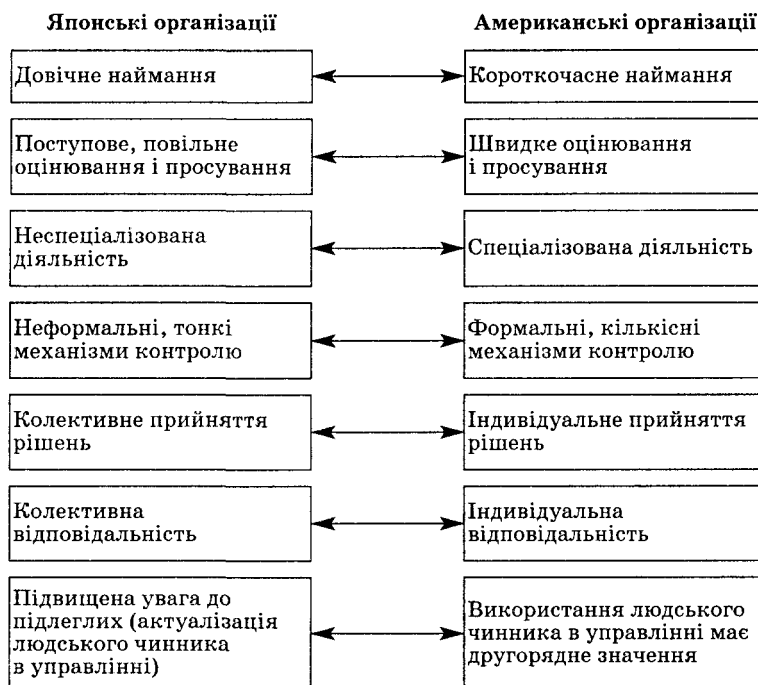 Японські організації
Американські організації
Довічне наймання
Короткочасне наймання
Поступове, повільне
оцінювання і просування
Швидке оцінювання
і просування
Неспеціалізована
діяльність
Спеціалізована діяльність
Неформальні, тонкі
механізми контролю
Формальні, кількісні
механізми контролю
Колективне прийняття
рішень
Індивідуальне прийняття
рішень
Колективна
відповідальність
Індивідуальна
відповідальність
Підвищена увага до
підлеглих (актуалізація
людського чинника
в управлінні)
Використання людського
чинника в управлінні має
другорядне значення